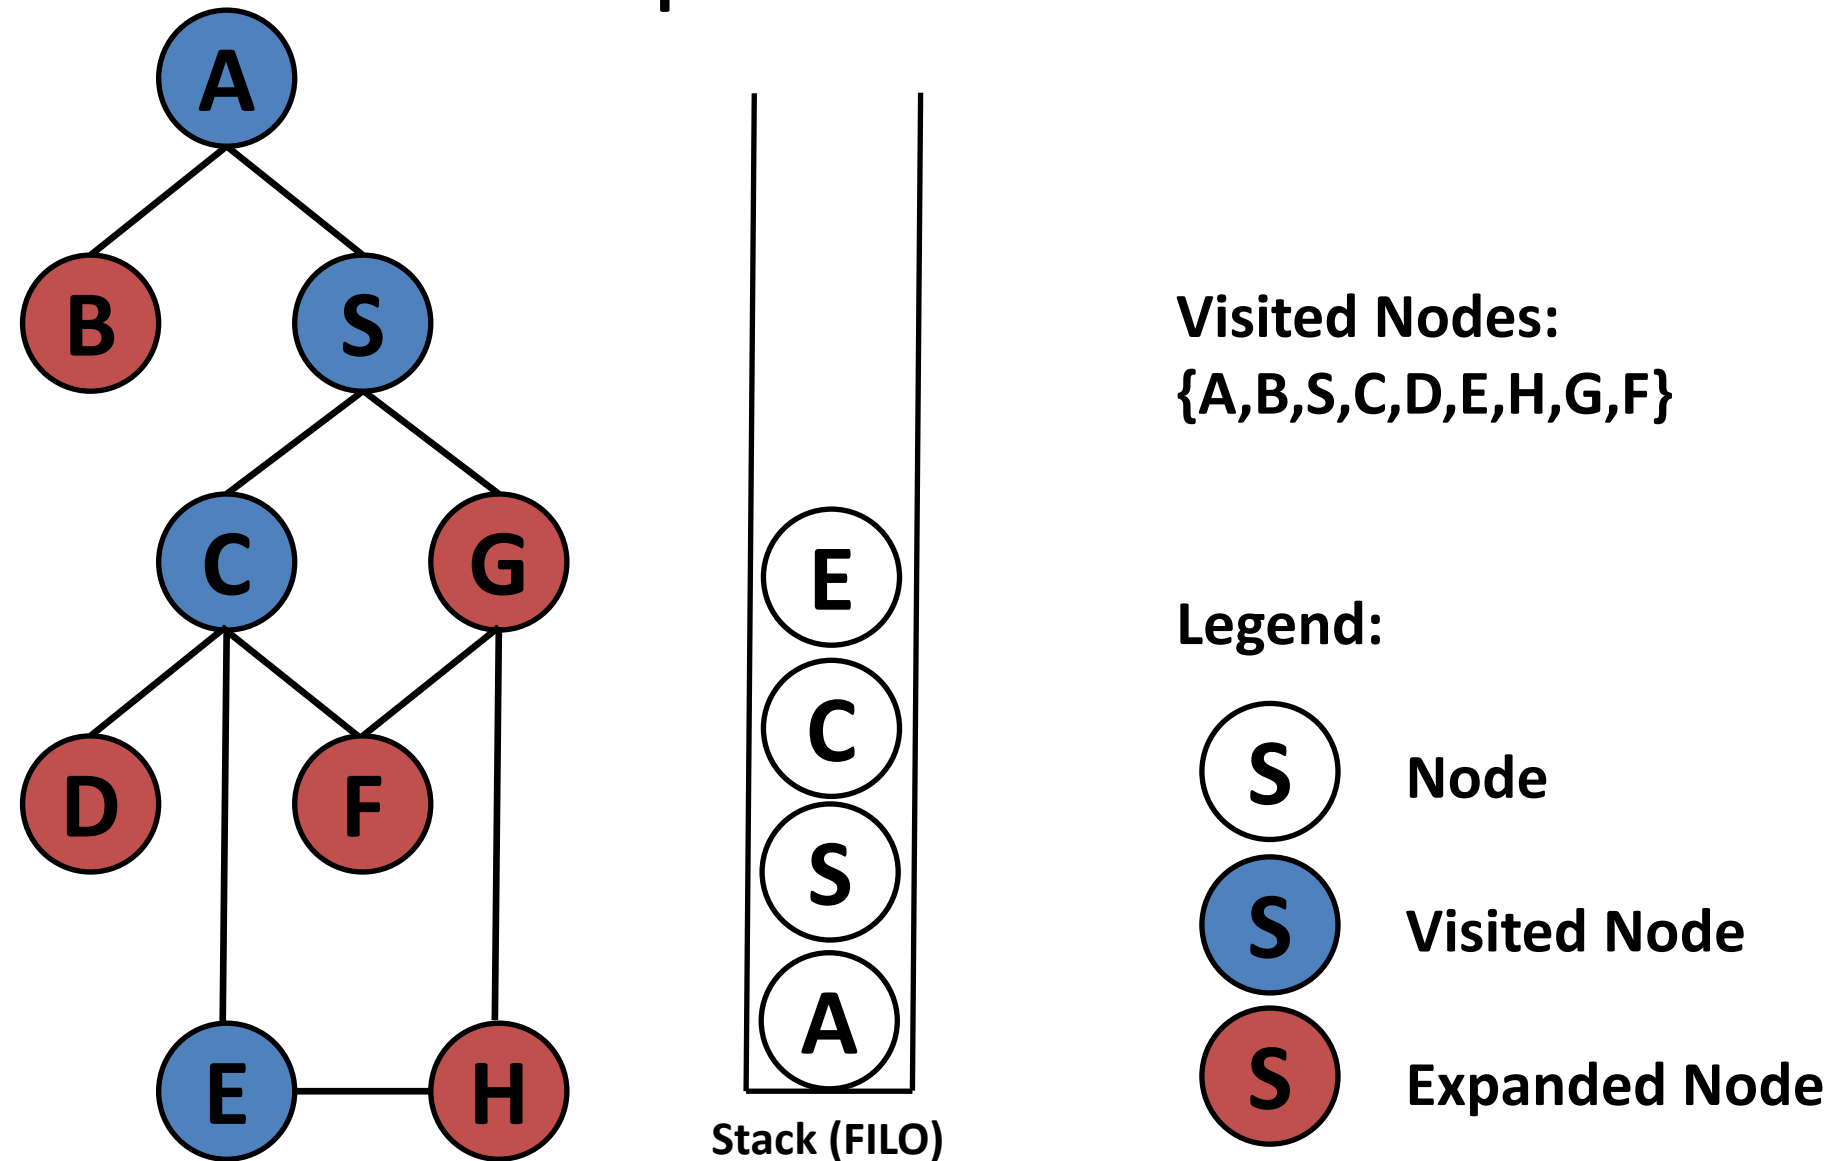 A
B
S
C
G
D
F
E
H
E
C
S
A
Stack (FILO)
Visited Nodes:
{A,B,S,C,D,E,H,G,F}
Legend:
S Node
S Visited Node
S Expanded Node